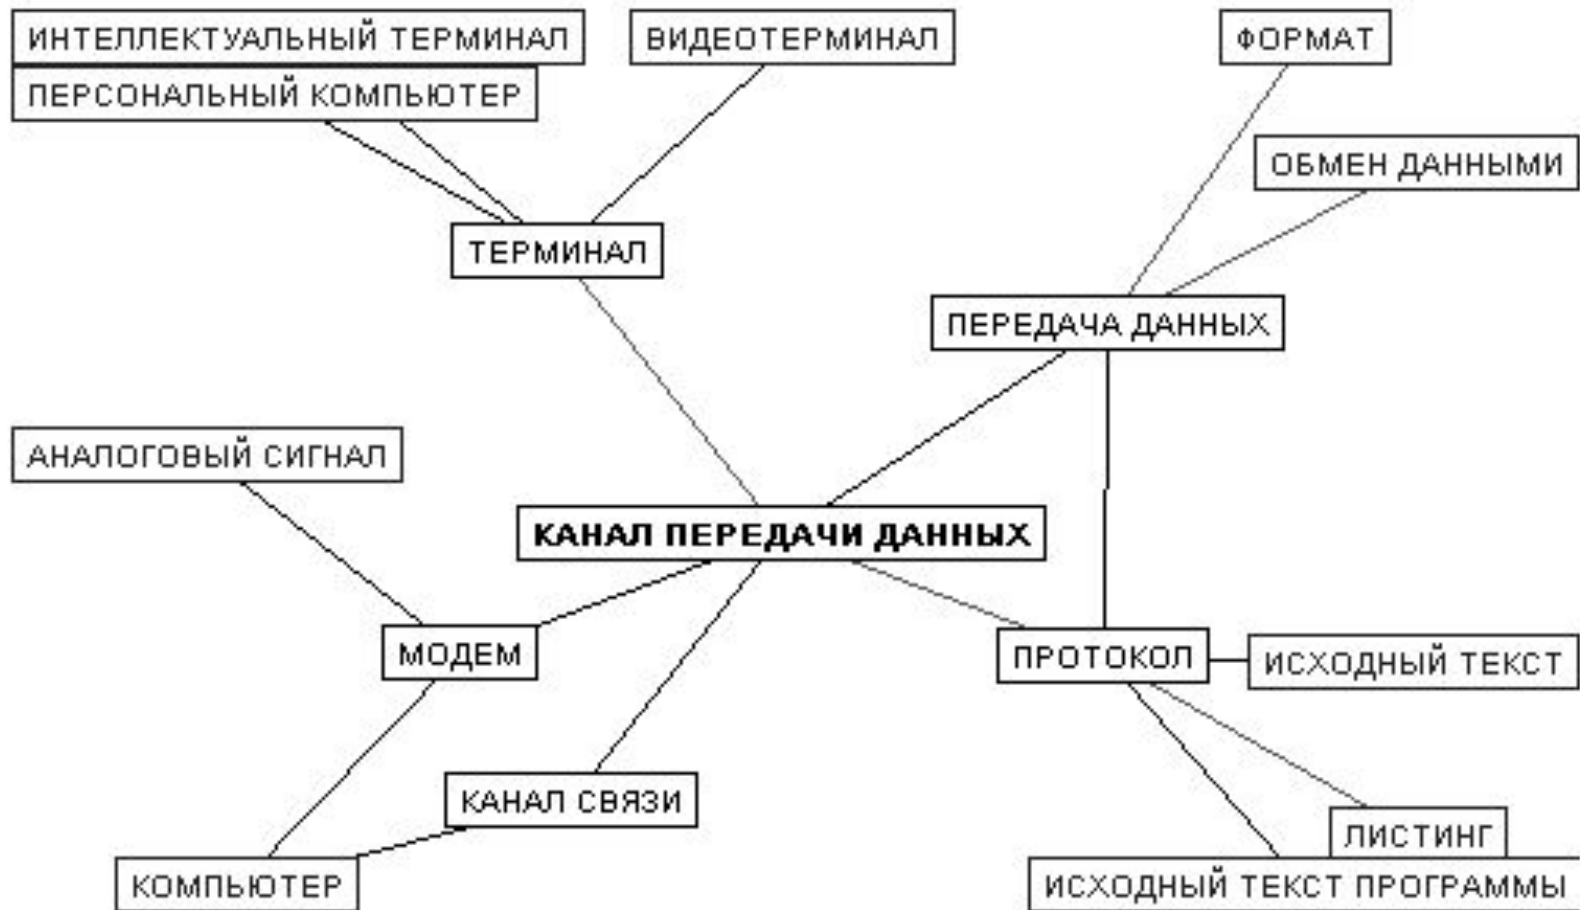 ИНТЕЛЛЕКТУАЛЬНЫЙ ТЕРМИНАЛ
ВИДЕОТЕРМИНАЛ
ФОРМАТ
ПЕРСОНАЛЬНЫЙ КОМПЬЮТЕР
ОБМЕН ДАННЫМИ
ТЕРМИНАЛ
ПЕРЕДАЧА ДАННЫХ
АНАЛОГОВЫЙ СИГНАЛ
КАНАЛ ПЕРЕДАЧИ ДАННЫХ
МОДЕМ
ПРОТОКОЛ
ИСХОДНЫЙ ТЕКСТ
КАНАЛ СВЯЗИ
ЛИСТИНГ
КОМПЬЮТЕР
ИСХОДНЫЙ ТЕКСТ ПРОГРАММЫ